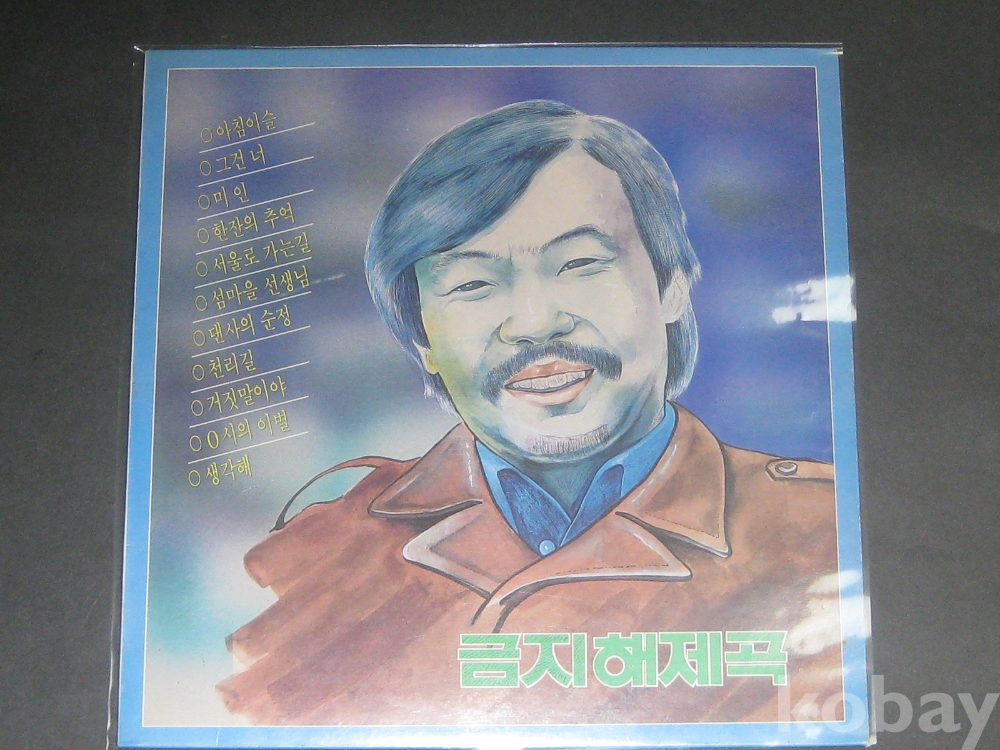 ○ 아침이슬
○ 그건 너
○ 미 인
○ 한잔의 추억
○ 서울로 가는길
○ 섬마을 선생님
○ 댄사의 순정
○ 천리길
○ 거짓말이야
○ 0시의 이별
○ 생각해
금지해제곡
kobay